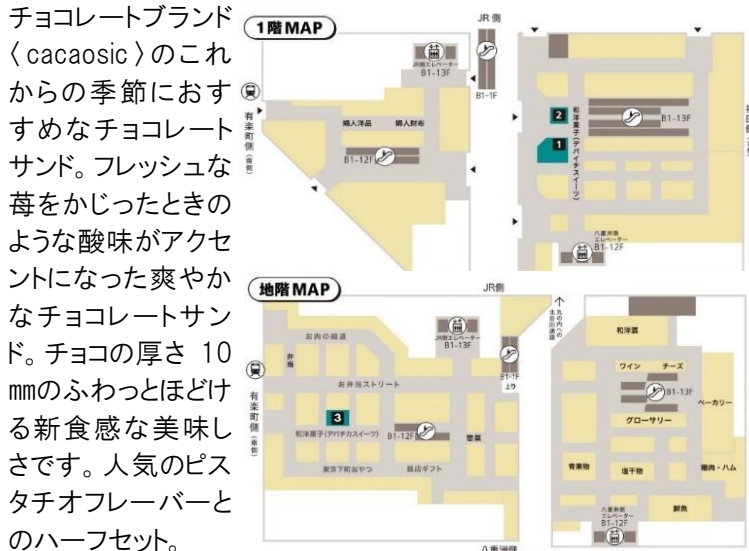 チョコレートブランド
〈 cacaosic 〉のこれ
からの季節におす
すめなチョコレート
サンド。フレッシュな
苺をかじったときの
ような酸味がアクセ
ントになった爽やか
なチョコレートサン
ド。チョコの厚さ 10
㎜のふわっとほどけ
る新食感な美味し
さです。人気のピス
タチオフレーバーと
のハーフセット。
1階MAP
JR 側
JR側エレベーター
B1-13F
B1-1F
有楽町側(南側)
婦人洋品
婦人財布
B1-12F
2
1
和洋菓子(デパイチスイーツ)
B1-13F
八重洲側
エレベーター
B1-12F
地階MAP
JR側
お肉の細道
弁当
JR側エレベーター
B1-13F
B1-1F
上り
お弁当ストリート
有楽町側(南側)
3
和洋菓子(デパチカスイーツ)
B1-12F
惣菜
東京下町おやつ
銘店ギフト
八重洲側
和洋酒
ワイン
チーズ
B1-13F
ベーカリー
グローサリー
青果物
塩干物
精肉・ハム
鮮魚
八重洲側
エレベーター
B1-12F